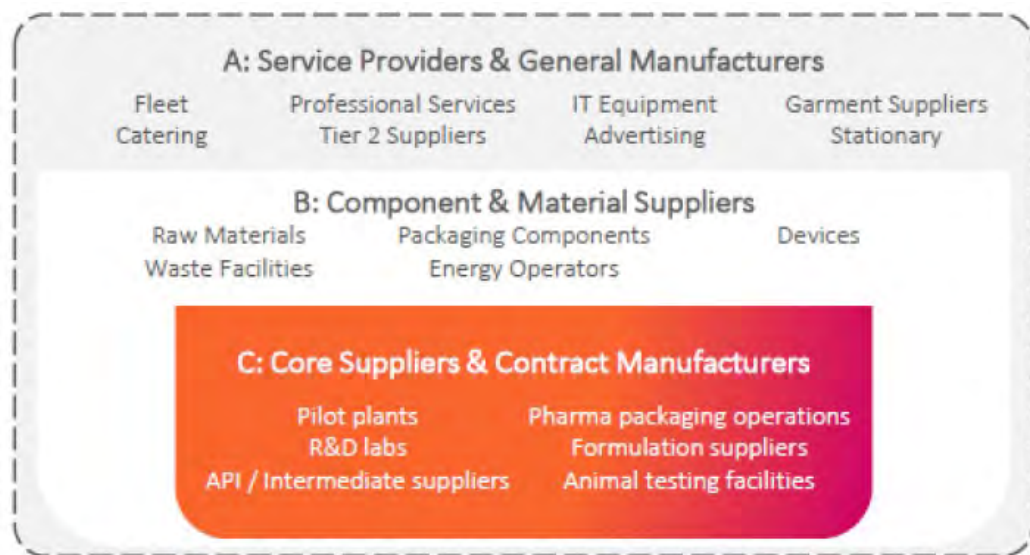 A: Service Providers & General Manufacturers
Fleet Professional Services IT Equipment Garment Suppliers
Catering Tier 2 Suppliers Advertising Stationary
B: Component & Material Suppliers
Raw Materials Packaging Components Devices
Waste Facilities Energy Operators
C: Core Suppliers & Contract Manufacturers
Pilot plants Pharma packaging operations
R&D labs Formulation suppliers
API / Intermediate suppliers Animal testing facilities